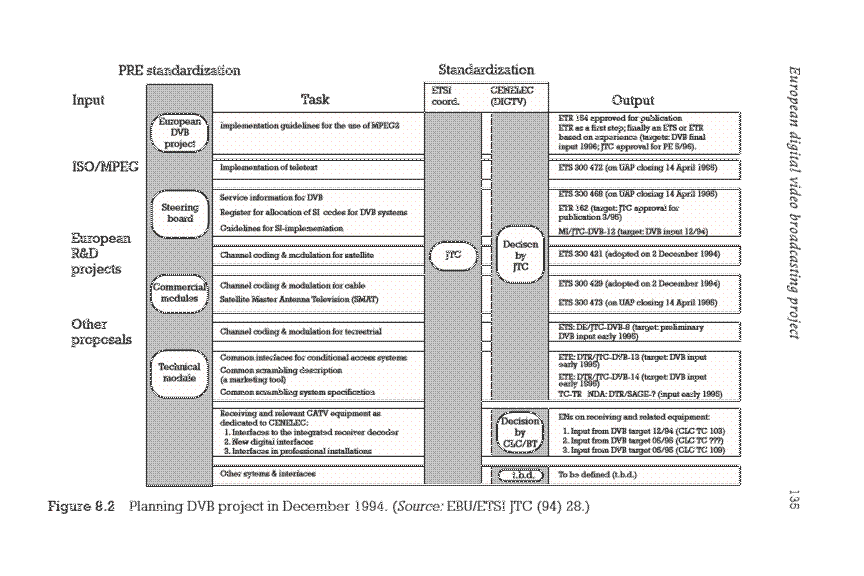 PRE standardization
Standardization
Input
Task
ETSI coord.
CENELEC (DIGTV)
Output
European
DVB
project
Implementation guidelines for the use of MPEG2
ETR 154 approved for publication
ETR as a first step; finally an ETS or ETR
based on experience (targets: DVB final
input 1996; JTC approval for PE 5/96).
ISO/MPEG
Implementation of teletext
ETS 300 472 (on UAP closing 14 April 1995)
Steering
board
Service information for DVB
Register for allocation of SI codes for DVB systems
Guidelines for SI-implementation
ETS 300 468 (on UAP closing 14 April 1995)
ETR 162 (target: JTC approval for
publication 3/95)
MI/JTC-DVB-12 (target: DVB input 12/94)
European
R&D
projects
Channel coding & modulation for satellite
JTC
Decison
by
JTC
ETS 300 421 (adopted on 2 December 1994)
Commercial
modules
Channel coding & modulation for cable
Satellite Master Antenna Television (SMAT)
ETS 300 429 (adopted on 2 December 1994)
ETS 300 473 (on UAP closing 14 April 1995)
Other
proposals
Channel coding & modulation for terrestrial
ETS: DE/JTC-DVB-8 (target: preliminary
DVB input early 1995)
Technical
module
Common interfaces for conditional access systems
Common scrambling description
(a marketing tool)
Common scrambling system specification
ETE: DTR/JTC-DVB-13 (target: DVB input
early 1995)
ETE: DTR/JTC-DVB-14 (target: DVB input
early 1995)
TC-TR NDA: DTR/SAGE-? (input early 1995)
Receiving and relevant CATV equipment as
dedicated to CENELEC:
1. Interfaces to the integrated receiver decoder
2. New digital interfaces
3. Interfaces in professional installations
Decision
by
CLC/BT
ENs on receiving and related equipment:
1. Input from DVB target 12/94 (CLC TC 103)
2. Input from DVB target 05/95 (CLC TC ???)
3. Input from DVB target 05/95 (CLC TC 109)
Other sytems & interfaces
t.b.d.
To be defined (t.b.d.)
Figure 8.2 Planning DVB project in December 1994. (Source: EBU/ETSI JTC (94) 28.)
European digital video broadcasting project
135